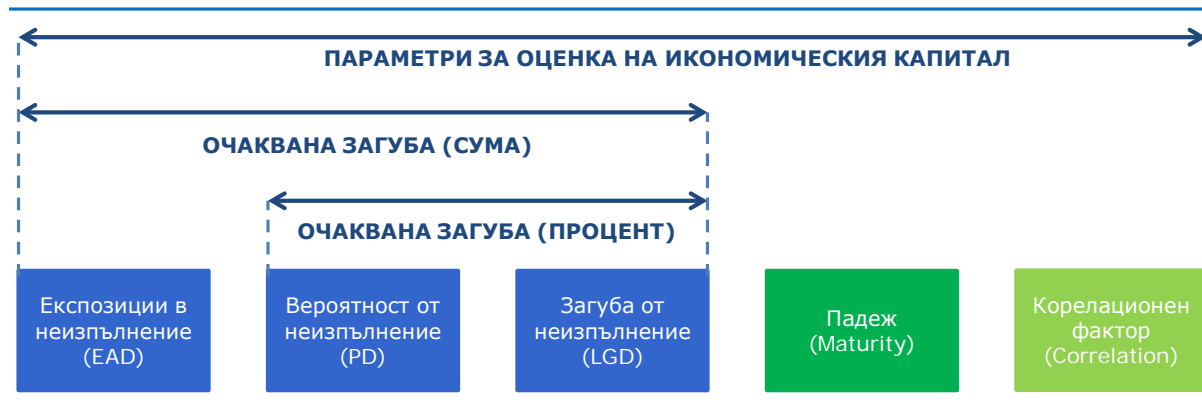 ПАРАМЕТРИ ЗА ОЦЕНКА НА ИКОНОМИЧЕСКИЯ КАПИТАЛ
ОЧАКВАНА ЗАГУБА (СУМА)
ОЧАКВАНА ЗАГУБА (ПРОЦЕНТ)
Експозиции в
неизпълнение
(EAD)
Вероятност от
неизпълнение
(PD)
Загуба от
неизпълнение
(LGD)
Падеж
(Maturity)
Корелационен
фактор
(Correlation)